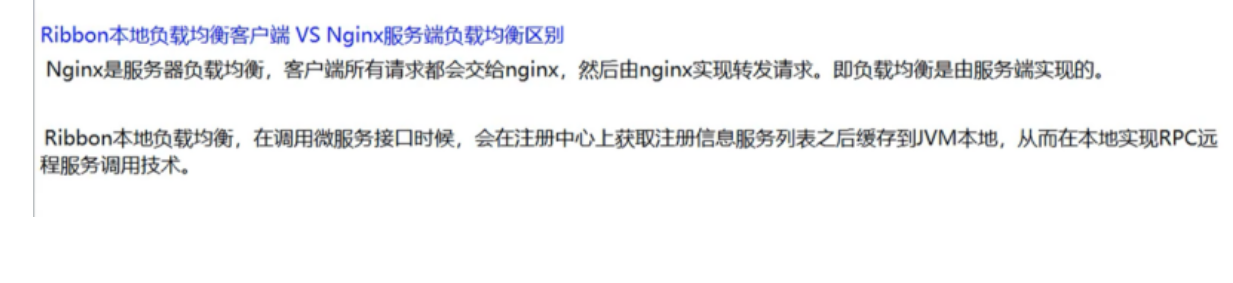 Ribbon本地负载均衡客户端 VS Nginx服务端负载均衡区别
Nginx是服务器负载均衡，客户端所有请求都会交给nginx，然后由nginx实现转发请求。即负载均衡是由服务端实现的。
Ribbon本地负载均衡，在调用微服务接口时候，会在注册中心上获取注册信息服务列表之后缓存到JVM本地，从而在本地实现RPC远
程服务调用技术。